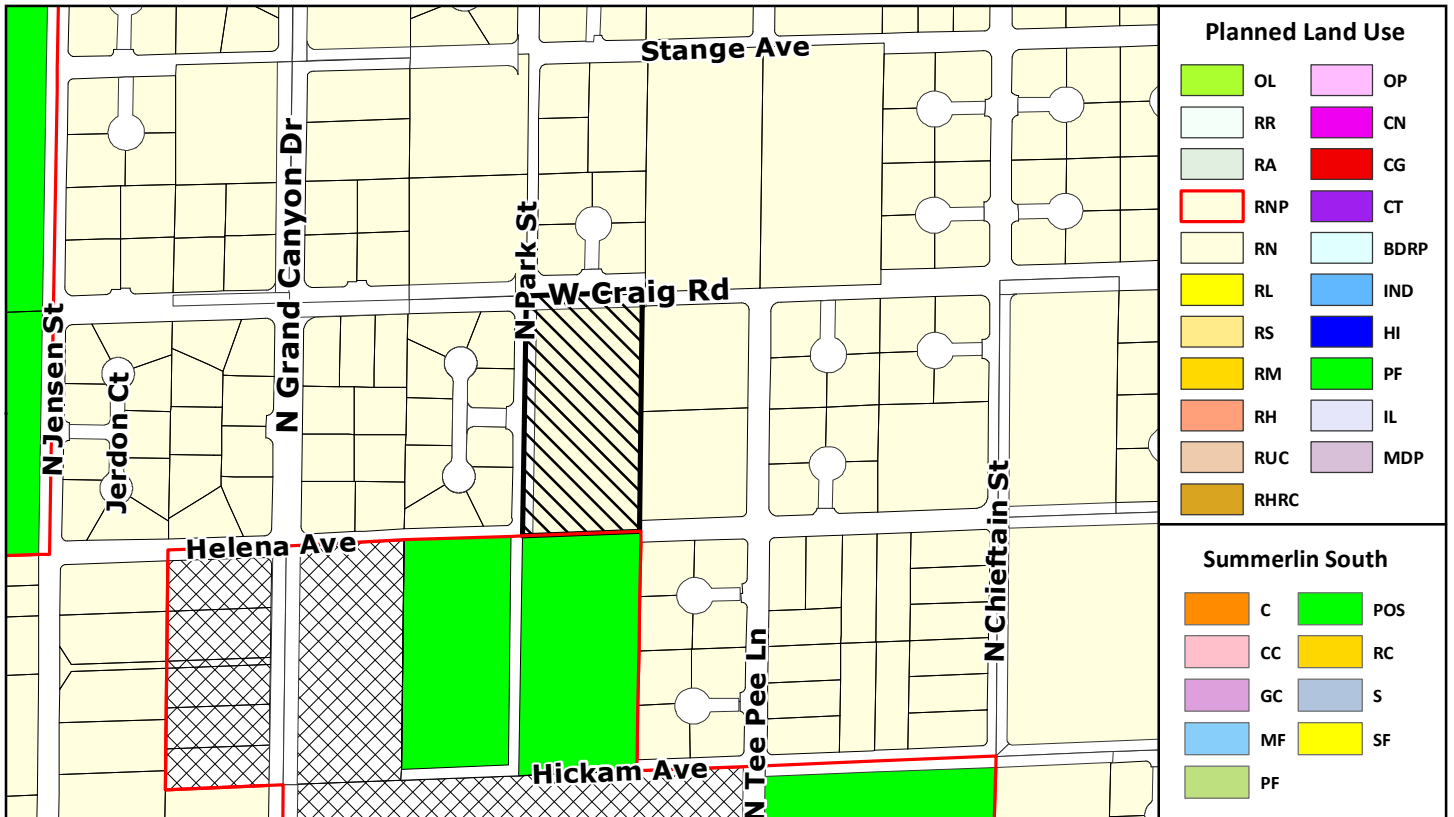 Stange Ave
N Grand Canyon Dr
N Park St
W Craig Rd
N Jensen St
Jerdon Ct
Helena Ave
N Chieftain St
N Tee Pee Ln
Hickam Ave
Planned Land Use
OL OP
RR CN
RA CG
RNP CT
RN BDRP
RL IND
RS HI
RM PF
RH IL
RUC MDP
RHRC
Summerlin South
C POS
CC RC
GC S
MF SF
PF